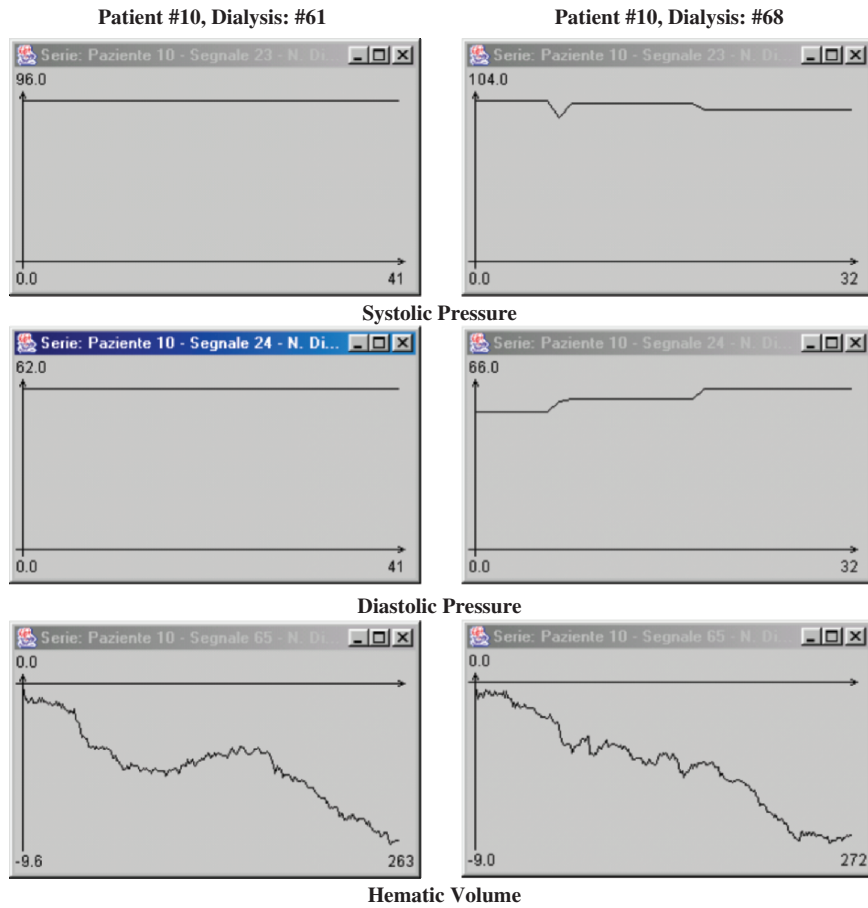 Patient #10, Dialysis: #61
Patient #10, Dialysis: #68
Serie: Paziente 10 - Segnale 23 - N. Di...
96.0
0.0
41
Serie: Paziente 10 - Segnale 23 - N. Di...
104.0
0.0
32
Systolic Pressure
Serie: Paziente 10 - Segnale 24 - N. Di...
62.0
0.0
41
Serie: Paziente 10 - Segnale 24 - N. Di...
66.0
0.0
32
Diastolic Pressure
Serie: Paziente 10 - Segnale 65 - N. Di...
0.0
-9.6
263
Serie: Paziente 10 - Segnale 65 - N. Di...
0.0
-9.0
272
Hematic Volume